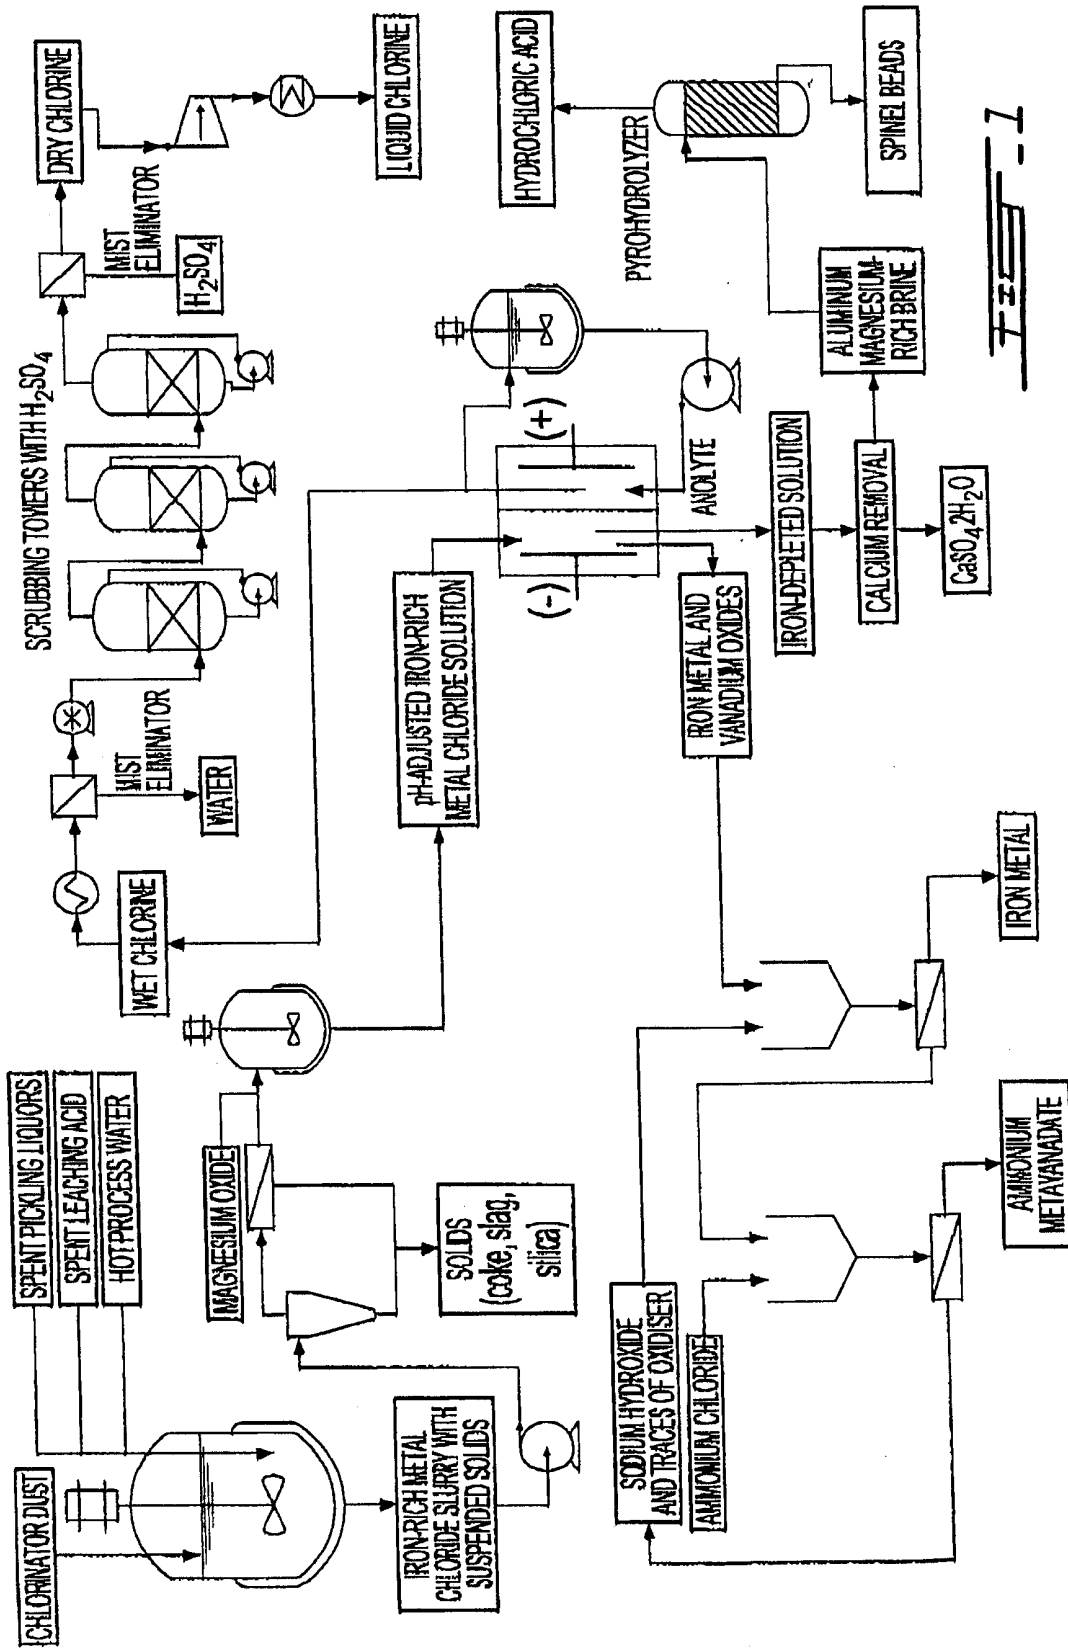 CHLORINATOR DUST
SPENT PICKLING LIQUORS
SPENT LEACHING ACID
HOT PROCESS WATER
IRON-RICH METAL
CHLORIDE SLURRY WITH
SUSPENDED SOLIDS
SOLIDS
(coke, slag,
silica)
MAGNESIUM OXIDE
WET CHLORINE
WATER
MIST
ELIMINATOR
SCRUBBING TOWERS WITH H2SO4
MIST
ELIMINATOR
H2SO4
DRY CHLORINE
LIQUID CHLORINE
pH-ADJUSTED IRON-RICH
METAL CHLORIDE SOLUTION
(-)
(+)
ANOLYTE
IRON METAL AND
VANADIUM OXIDES
IRON-DEPLETED SOLUTION
CALCIUM REMOVAL
CaSO42H2O
ALUMINUM
MAGNESIUM-
RICH BRINE
PYROHYDROLYZER
HYDROCHLORIC ACID
SPINEL BEADS
SODIUM HYDROXIDE
AND TRACES OF OXIDISER
AMMONIUM CHLORIDE
AMMONIUM
METAVANADATE
IRON METAL
FIG - 1